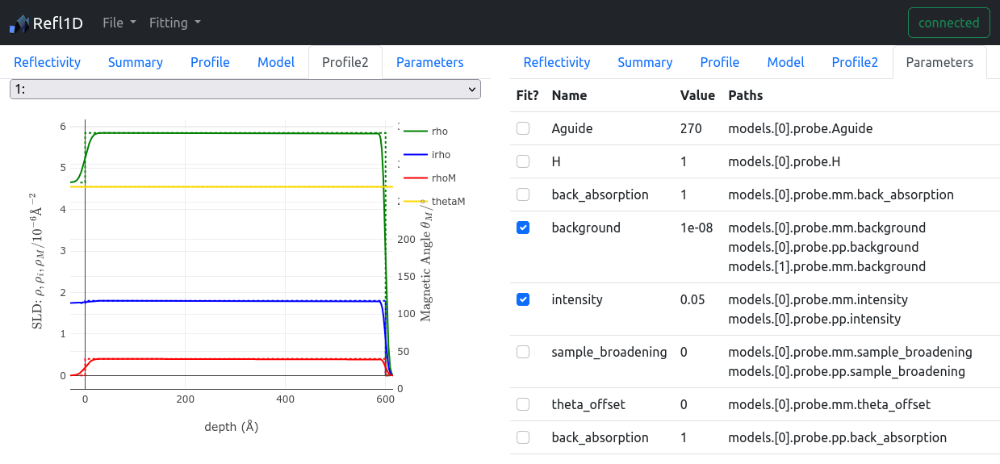 Refl1D File Fitting connected
Reflectivity Summary Profile Model Profile2 Parameters
1:
6
5
4
3
2
1
0
SLD: ρ, ρi, ρM/10−6Å−2
0 200 400 600
depth (Å)
200
150
100
50
0
Magnetic Angle θM/°
rho
irho
rhoM
thetaM
Reflectivity Summary Profile Model Profile2 Parameters
Fit? Name Value Paths
Aguide 270 models.[0].probe.Aguide
H 1 models.[0].probe.H
back_absorption 1 models.[0].probe.mm.back_absorption
background 1e-08 models.[0].probe.mm.background
models.[0].probe.pp.background
models.[1].probe.mm.background
intensity 0.05 models.[0].probe.mm.intensity
models.[0].probe.pp.intensity
sample_broadening 0 models.[0].probe.mm.sample_broadening
models.[0].probe.pp.sample_broadening
theta_offset 0 models.[0].probe.mm.theta_offset
back_absorption 1 models.[0].probe.pp.back_absorption